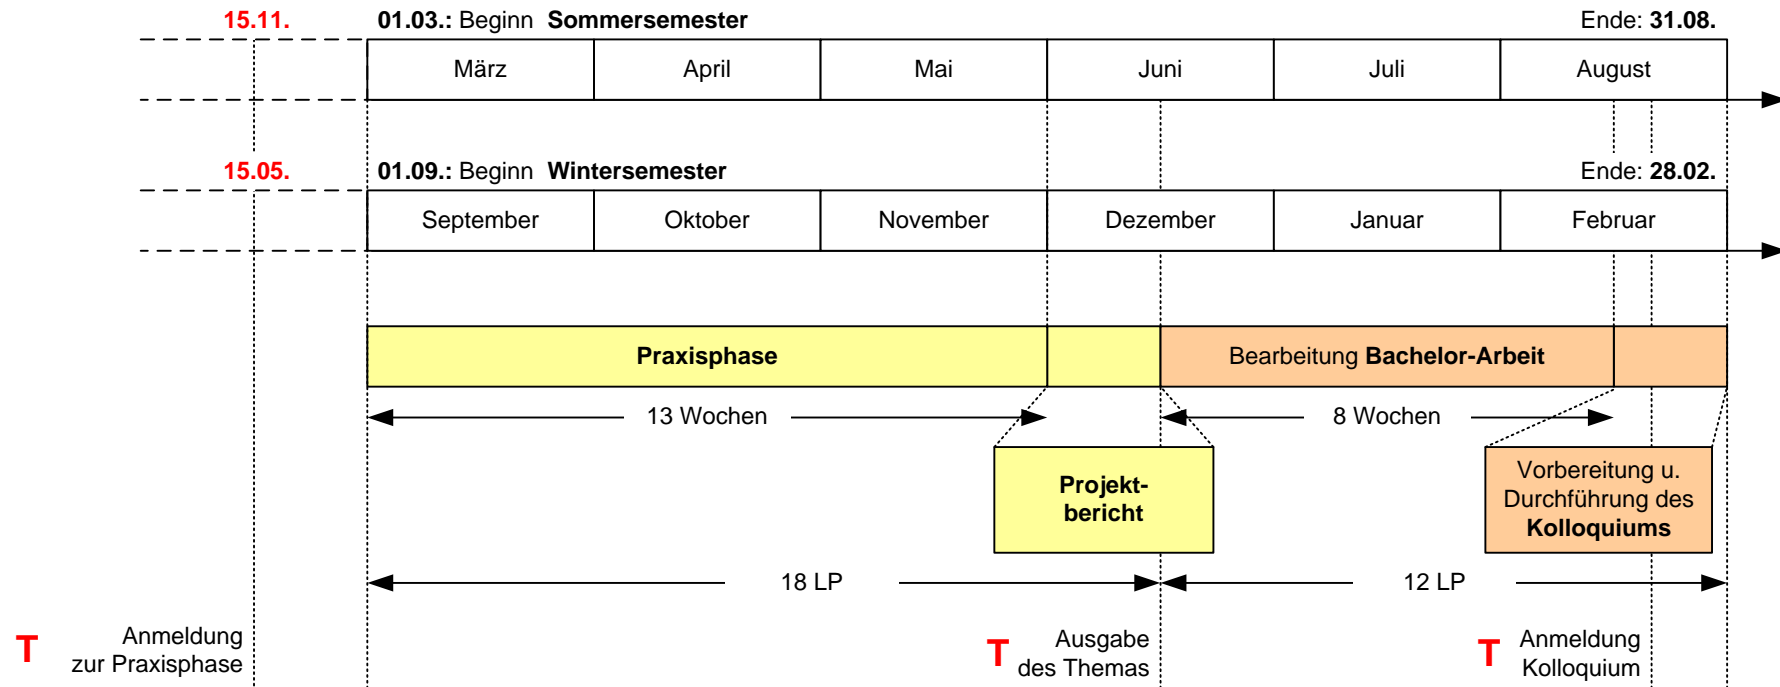 15.11. 01.03.: Beginn Sommersemester Ende: 31.08.
März April Mai Juni Juli August
15.05. 01.09.: Beginn Wintersemester Ende: 28.02.
September Oktober November Dezember Januar Februar
Praxisphase Bearbeitung Bachelor-Arbeit
13 Wochen 8 Wochen
Projekt-
bericht
Vorbereitung u.
Durchführung des
Kolloquiums
18 LP 12 LP
T Anmeldung
zur Praxisphase
T Ausgabe
des Themas
T Anmeldung
Kolloquium